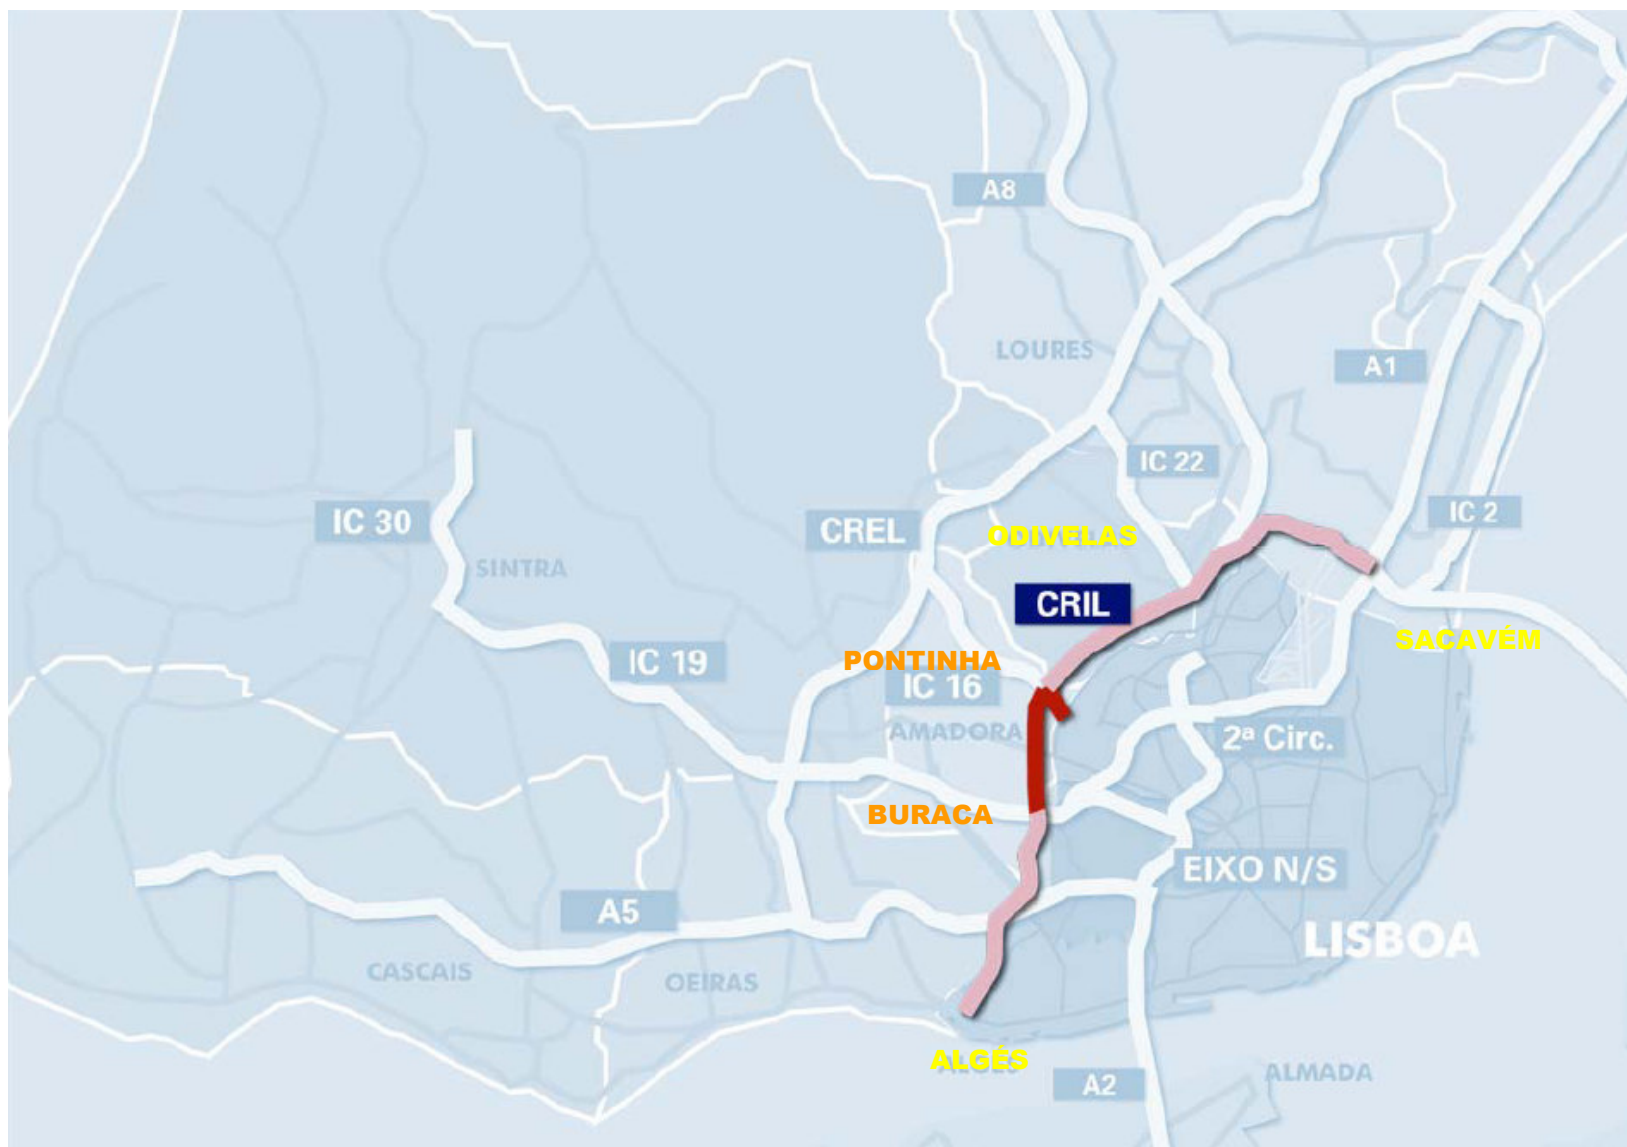 A8
LOURES
A1
IC 22
IC 30
CREL
IC 2
ODIVELAS
SINTRA
CRIL
SACAVÉM
IC 19
PONTINHA
IC 16
AMADORA
2ª Circ.
BURACA
EIXO N/S
A5
LISBOA
CASCAIS
OEIRAS
ALGÉS
A2
ALMADA